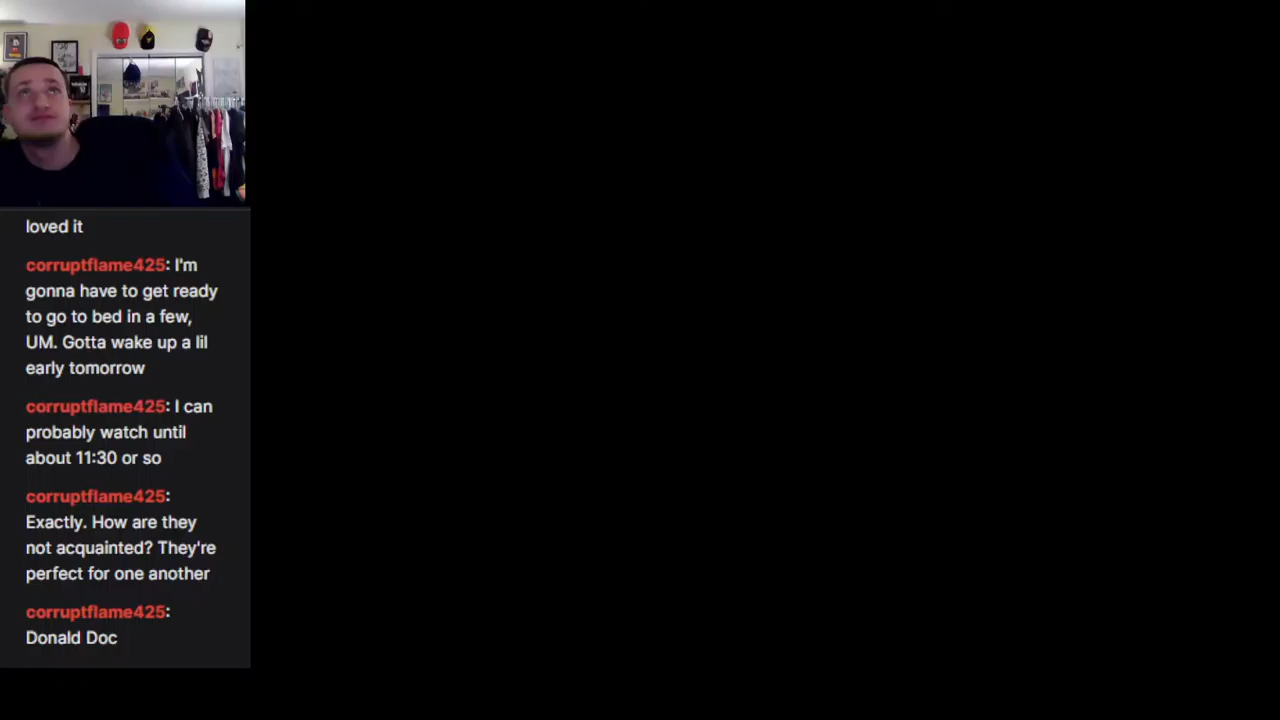 loved it
corruptflame425: I'm
gonna have to get ready
to go to bed in a few,
UM. Gotta wake up a lil
early tomorrow
corruptflame425: I can
probably watch until
about 11:30 or so
corruptflame425:
Exactly. How are they
not acquainted? They're
perfect for one another
corruptflame425:
Donald Doc